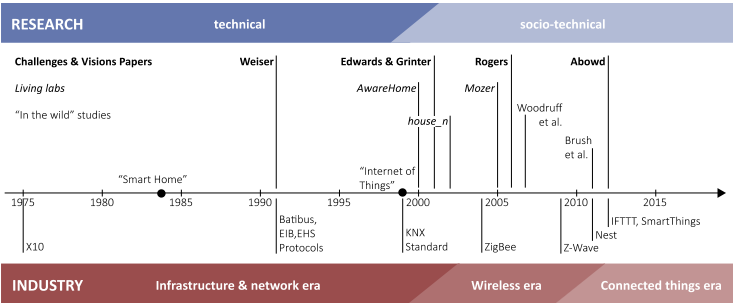 RESEARCH technical socio-technical
Challenges & Visions Papers Weiser Edwards & Grinter Rogers Abowd
Living labs AwareHome Mozer
"In the wild" studies house_n Woodruff
et al.
Brush
et al.
"Smart Home" "Internet of
Things"
1975 1980 1985 1990 1995 2000 2005 2010 2015
X10
Batibus,
EIB,EHS
Protocols
KNX
Standard
ZigBee
Z-Wave
Nest
IFTTT, SmartThings
INDUSTRY Infrastructure & network era Wireless era Connected things era